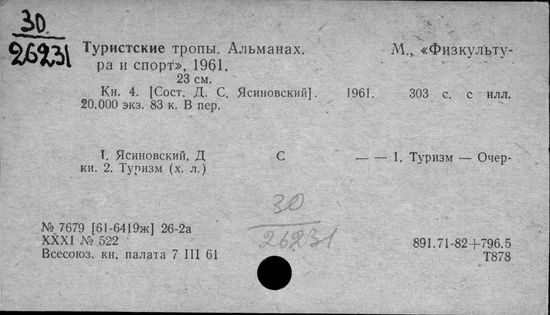 30
26231
Туристские тропы. Альманах. М., «Физкульту-
ра и спорт», 1961.
23 см.
Кн. 4. [Сост. Д. С. Ясиновский]. 1961. 303 с. с илл.
20.000 экз. 83 к. В пер.
1. Ясиновский, Д С — — 1. Туризм — Очер-
ки. 2. Туризм (х. л.)
30
26231
№ 7679 [61-6419ж] 26-2а
XXXI № 522 891.71-82+796.5
Всесоюз. кн. палата 7 III 61 Т878